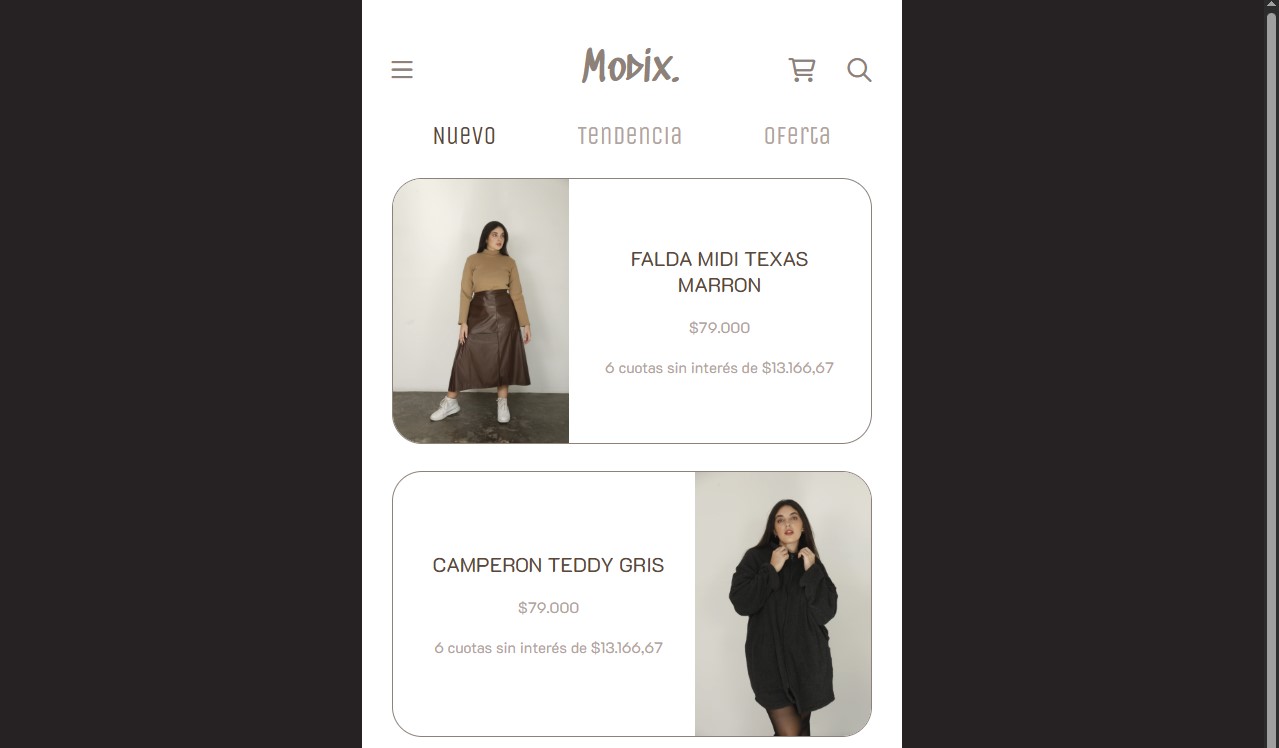 Modix.
Nuevo
Tendencia
Oferta
FALDA MIDI TEXAS
MARRON
$79.000
6 cuotas sin interés de $13.166,67
CAMPERON TEDDY GRIS
$79.000
6 cuotas sin interés de $13.166,67